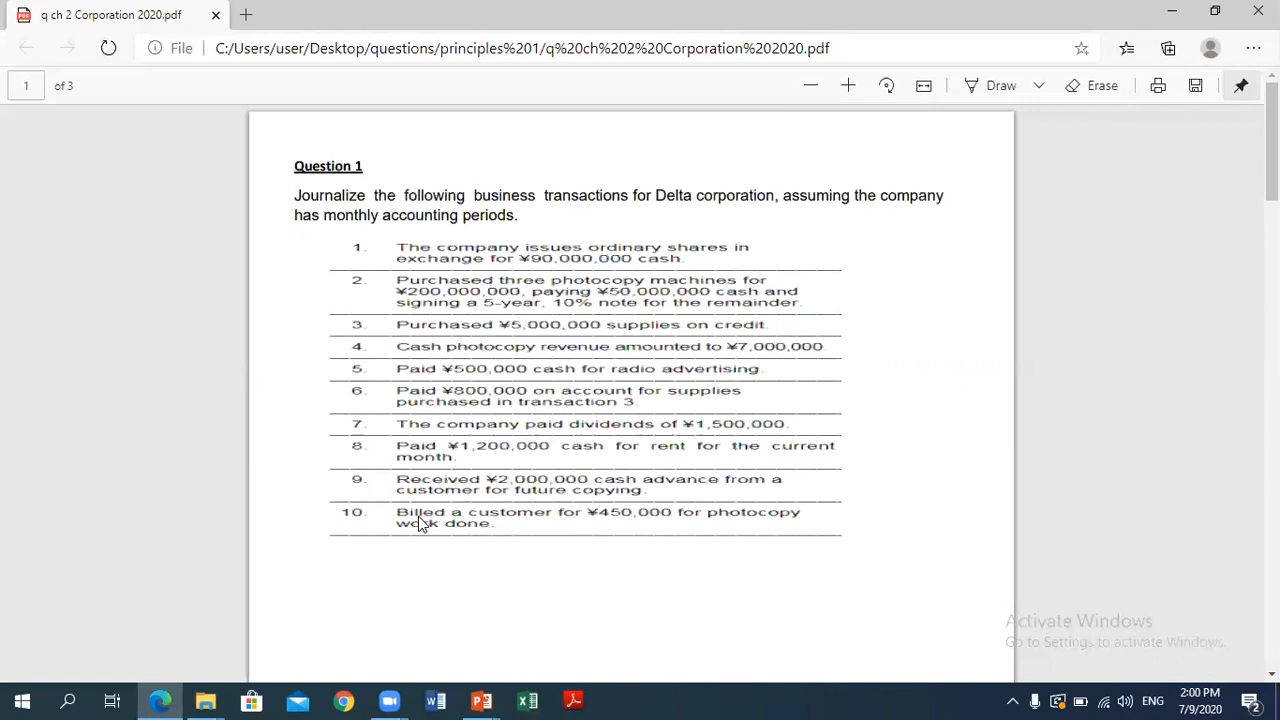 q ch 2 Corporation 2020.pdf
File
C:/Users/user/Desktop/questions/principles%201/q%20ch%202%20Corporation%202020.pdf
1 of 3
Draw
Erase
Question 1
Journalize the following business transactions for Delta corporation, assuming the company
has monthly accounting periods.
1. The company issues ordinary shares in
exchange for ¥90,000,000 cash.
2. Purchased three photocopy machines for
¥200,000,000, paying ¥50,000,000 cash and
signing a 5-year, 10% note for the remainder.
3. Purchased ¥5,000,000 supplies on credit.
4. Cash photocopy revenue amounted to ¥7,000,000.
5. Paid ¥500,000 cash for radio advertising.
6. Paid ¥800,000 on account for supplies
purchased in transaction 3.
7. The company paid dividends of ¥1,500,000.
8. Paid ¥1,200,000 cash for rent for the current
month.
9. Received ¥2,000,000 cash advance from a
customer for future copying.
10. Billed a customer for ¥450,000 for photocopy
work done.
Activate Windows
Go to Settings to activate Windows.
ENG
2:00 PM
7/9/2020
2